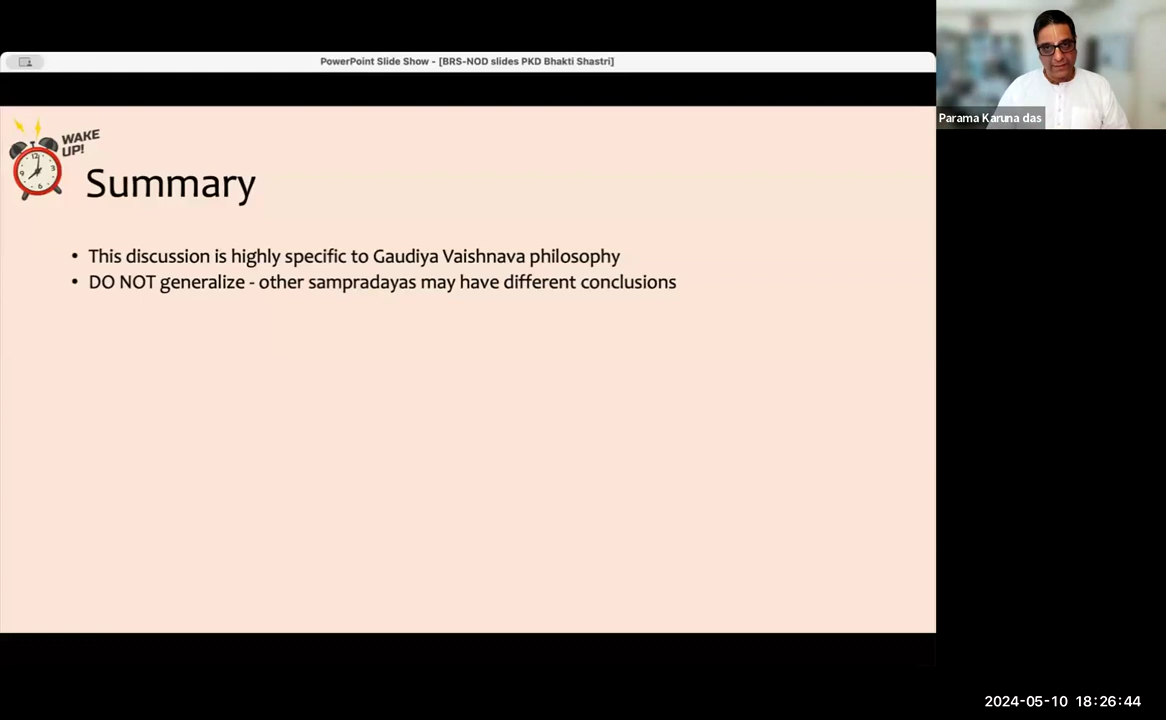 PowerPoint Slide Show - [BRS-NOD slides PKD Bhakti Shastri]
Parama Karuna das
WAKE
UP!
Summary
• This discussion is highly specific to Gaudiya Vaishnava philosophy
• DO NOT generalize - other sampradayas may have different conclusions
2024-05-10 18:26:44